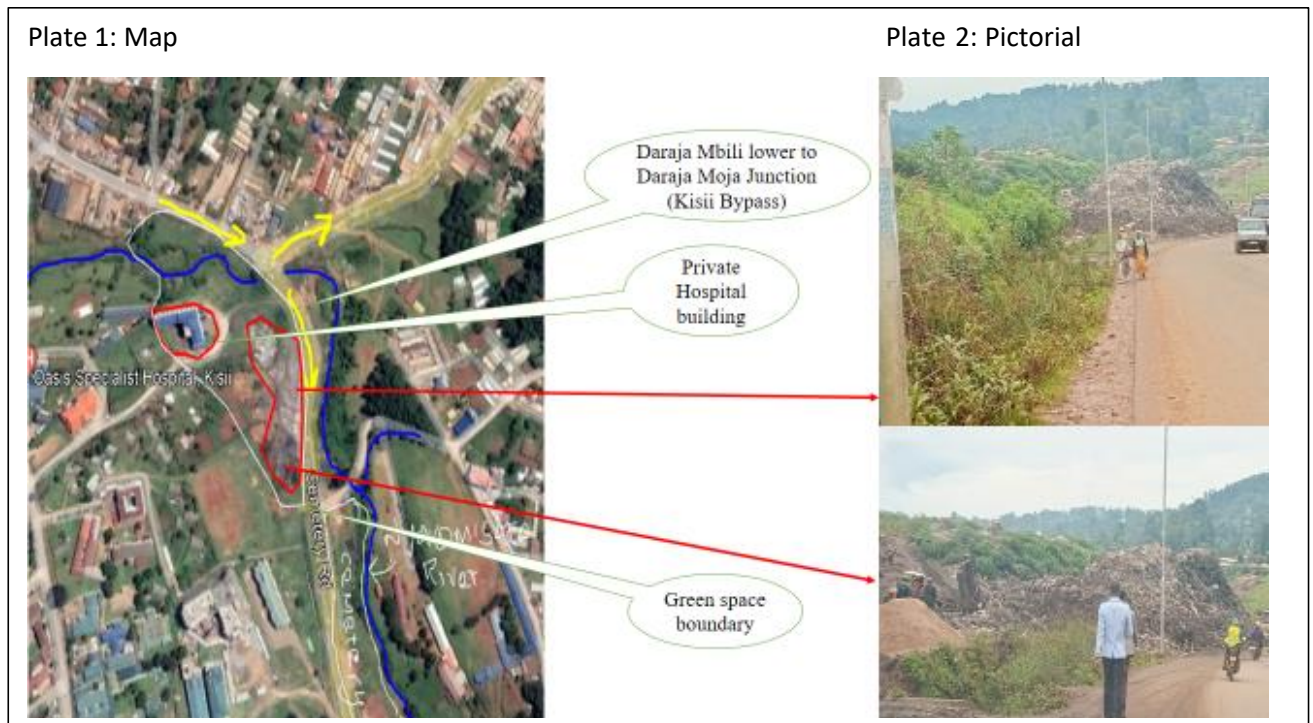 Plate 1: Map
Plate 2: Pictorial
Daraja Mbili lower to
Daraja Moja Junction
(Kisii Bypass)
Private
Hospital
building
Oasis Specialist Hospital, Kisii
Green space
boundary
River
cemetery